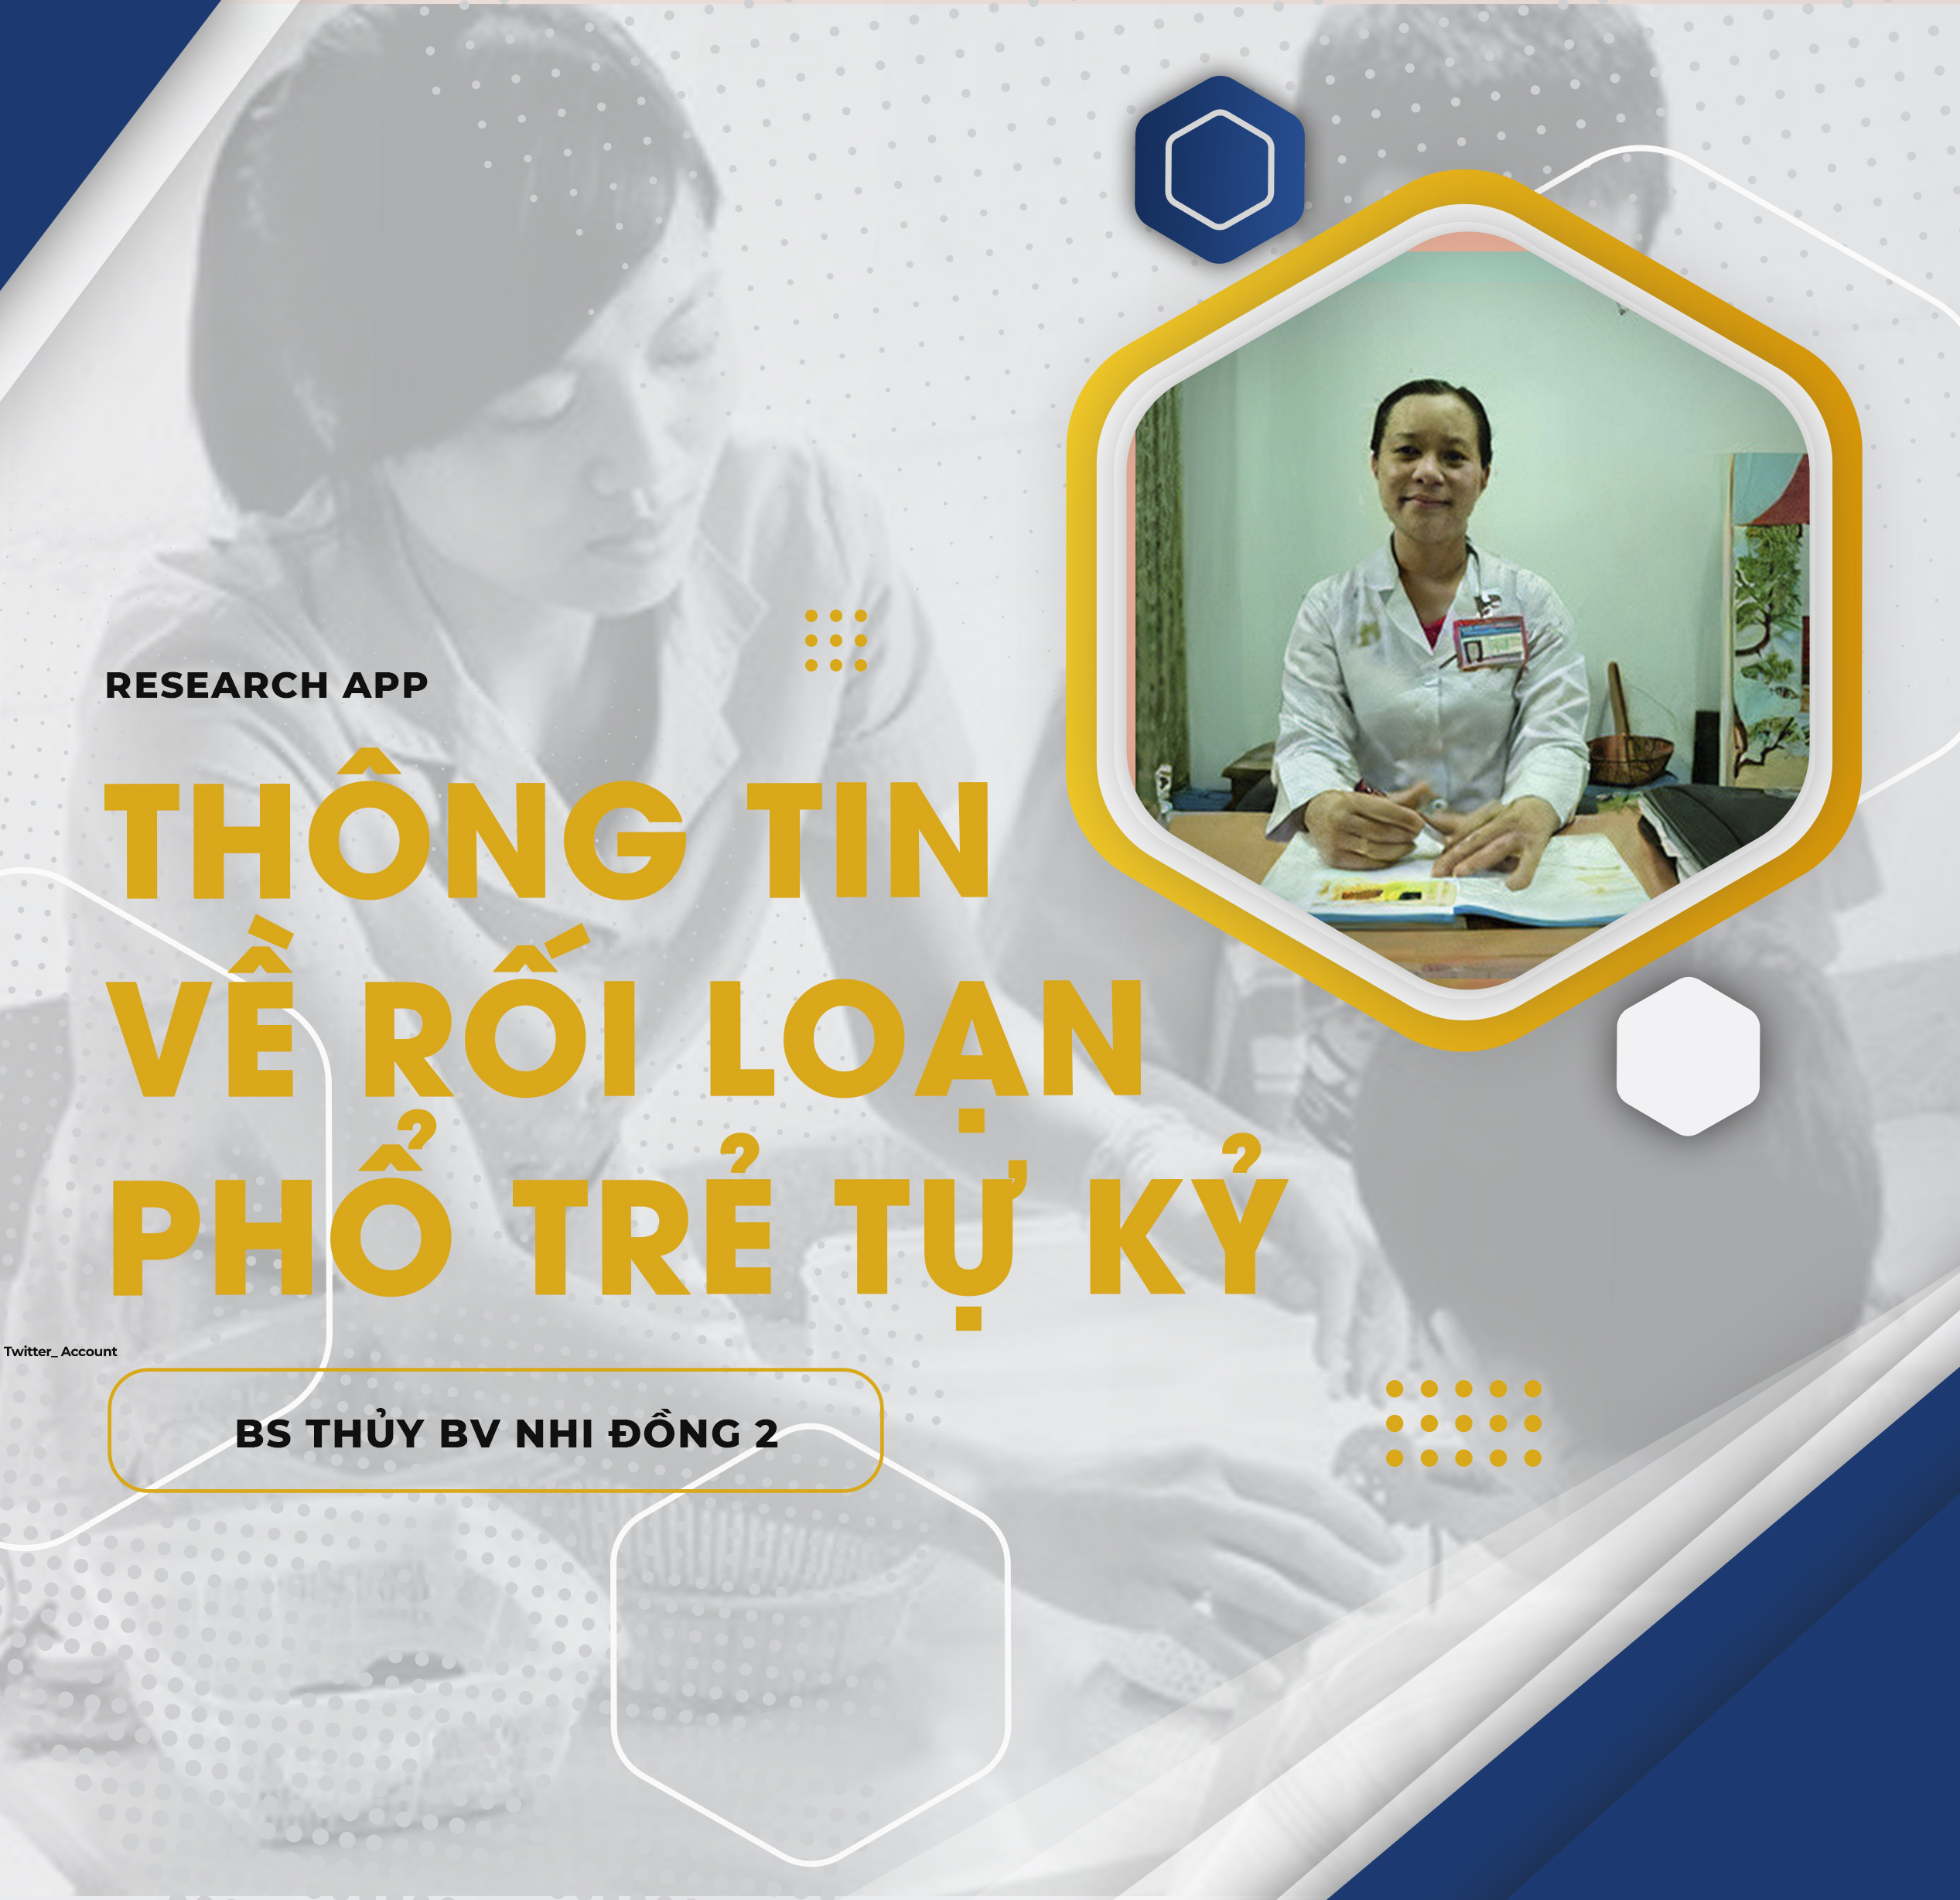 RESEARCH APP
THÔNG TIN
VỀ RỐI LOẠN
PHỔ TRẺ TỰ KỶ
Twitter_ Account
BS THỦY BV NHI ĐỒNG 2